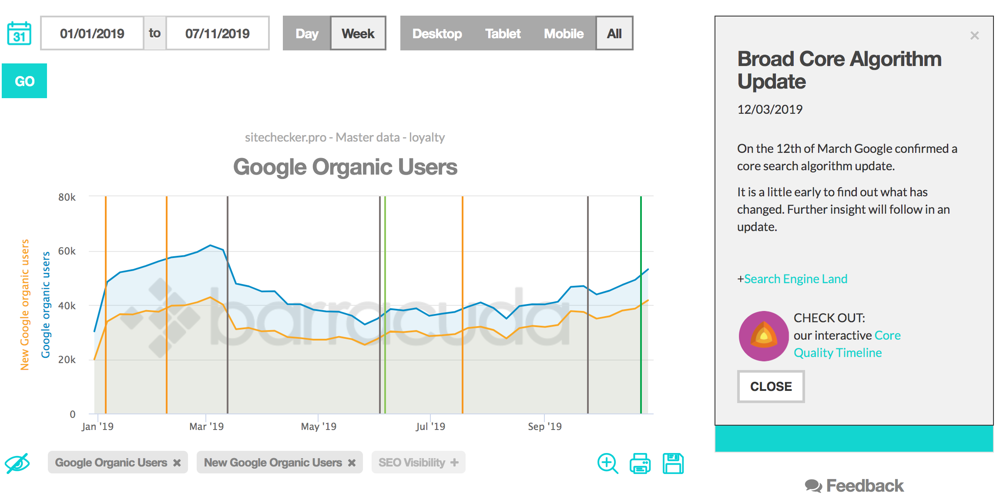 31
01/01/2019 to 07/11/2019
Day Week
Desktop Tablet Mobile All
GO
sitechecker.pro - Master data - loyalty
Google Organic Users
New Google organic users
Google organic users
80k
60k
40k
20k
0
barracuda
Jan '19 Mar '19 May '19 Jul '19 Sep '19
Google Organic Users ×
New Google Organic Users ×
SEO Visibility +
×
Broad Core Algorithm
Update
12/03/2019
On the 12th of March Google confirmed a
core search algorithm update.
It is a little early to find out what has
changed. Further insight will follow in an
update.
+Search Engine Land
CHECK OUT:
our interactive Core
Quality Timeline
CLOSE
Feedback